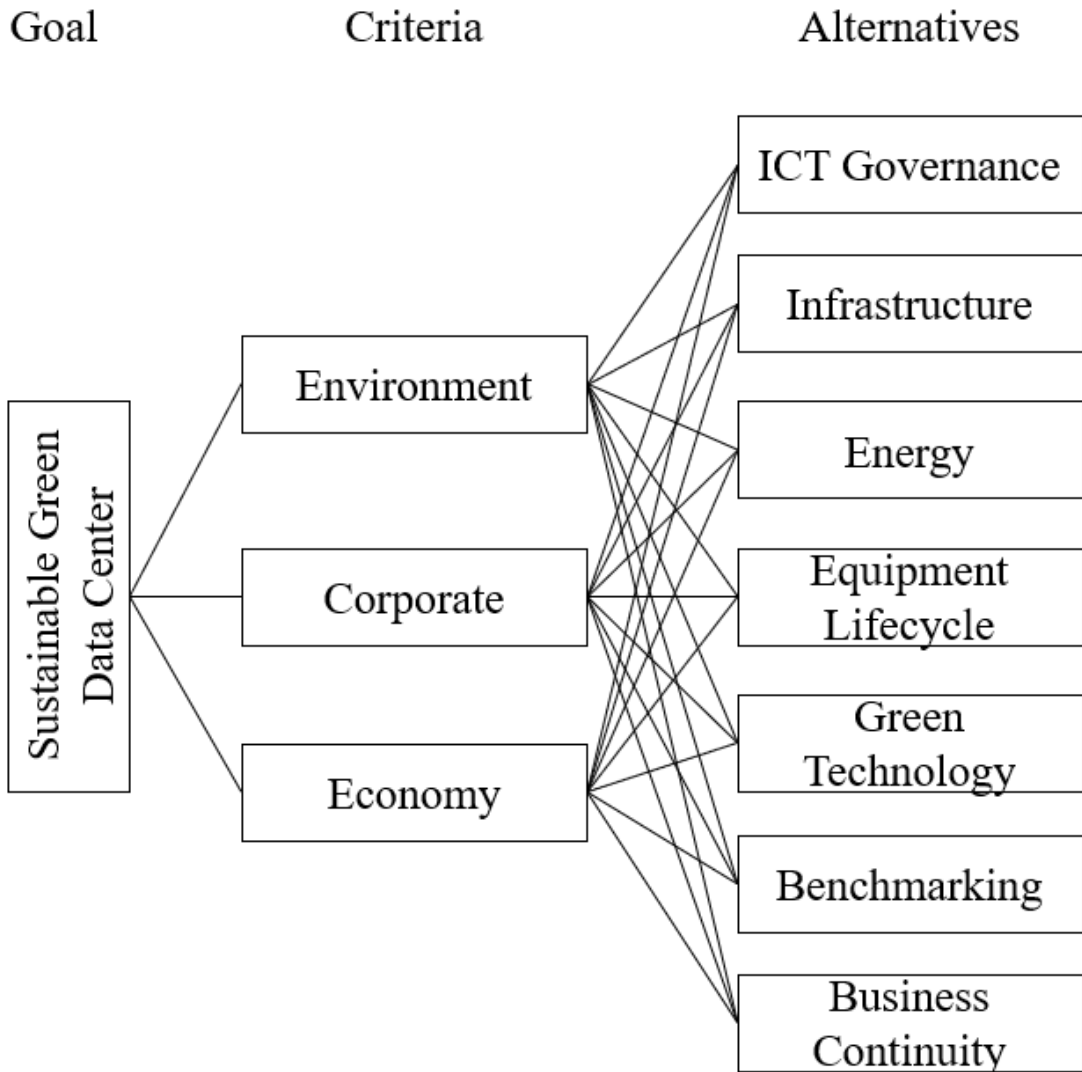 Goal
Criteria
Alternatives
Sustainable Green
Data Center
Environment
Corporate
Economy
ICT Governance
Infrastructure
Energy
Equipment
Lifecycle
Green
Technology
Benchmarking
Business
Continuity